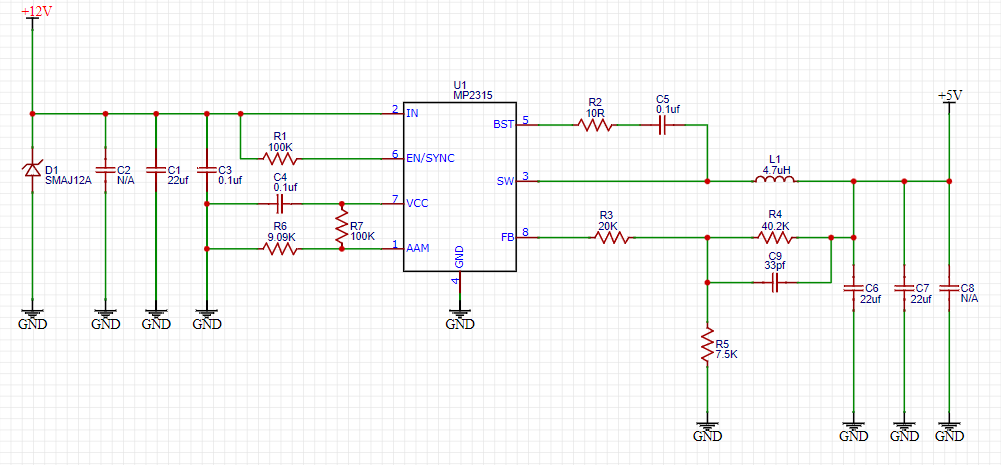 +12V
U1
MP2315
2 IN
BST 5
6 EN/SYNC
SW 3
7 VCC
FB 8
1 AAM
GND
4
R2
10R
C5
0.1uf
+5V
R1
100K
L1
4.7uH
D1
SMAJ12A
C2
N/A
C1
22uf
C3
0.1uf
C4
0.1uf
R6
9.09K
R7
100K
R3
20K
R4
40.2K
C9
33pf
C6
22uf
C7
22uf
C8
N/A
R5
7.5K
GND
GND
GND
GND
GND
GND
GND
GND
GND